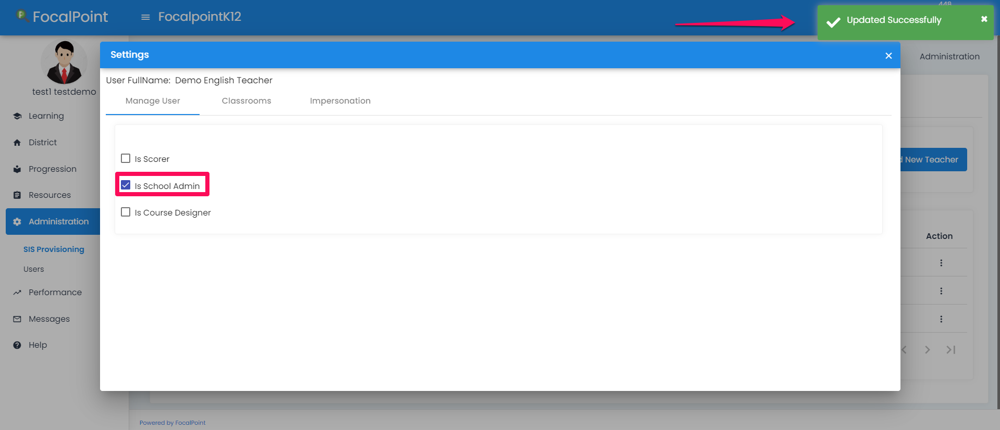 FocalPoint
FocalpointK12
Updated Successfully
Settings
Administration
User FullName: Demo English Teacher
test1 testdemo
Manage User
Classrooms
Impersonation
Learning
District
Is Scorer
New Teacher
Progression
Is School Admin
Resources
Is Course Designer
Administration
Action
SIS Provisioning
Users
Performance
Messages
Help
Powered by FocalPoint